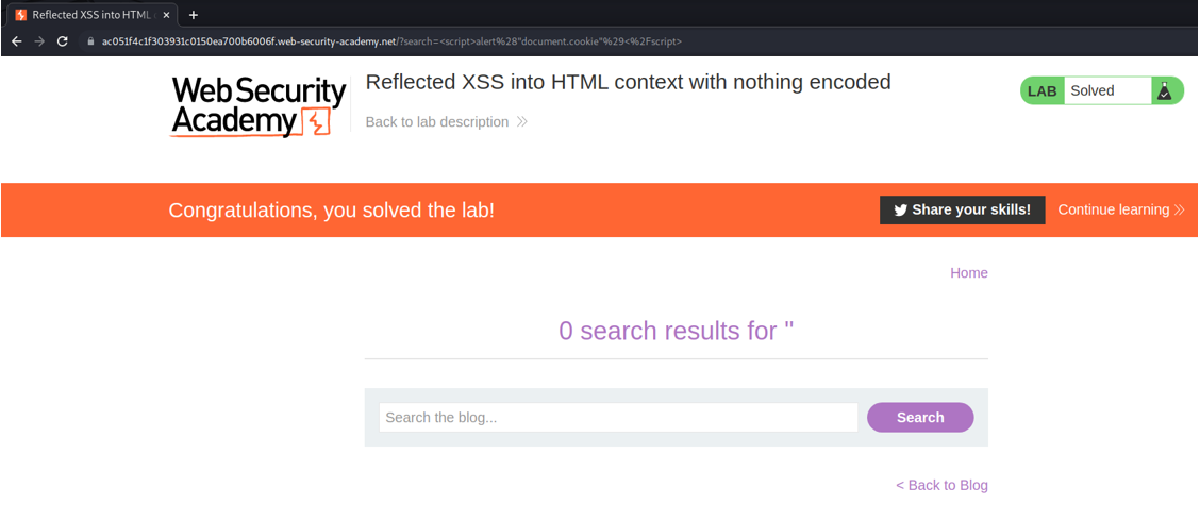 Reflected XSS into HTML
ac051f4c1f303931c0150ea700b6006f.web-security-academy.net/?search=<script>alert%28"document.cookie"%29<%2Fscript>
Web Security
Academy
Reflected XSS into HTML context with nothing encoded
Back to lab description
LAB Solved
Congratulations, you solved the lab!
Share your skills!
Continue learning
Home
0 search results for "
Search the blog...
Search
< Back to Blog